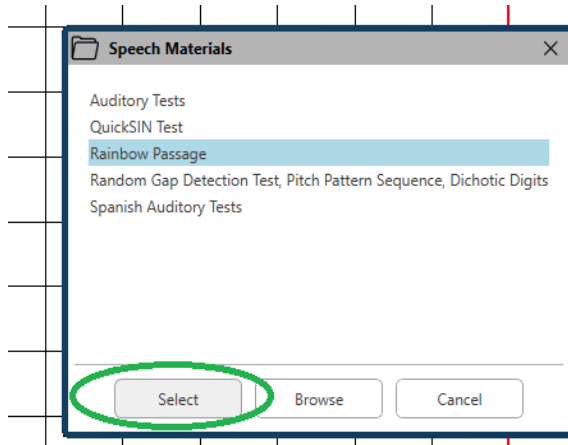 Speech Materials
Auditory Tests
QuickSIN Test
Rainbow Passage
Random Gap Detection Test, Pitch Pattern Sequence, Dichotic Digits
Spanish Auditory Tests
Select Browse Cancel